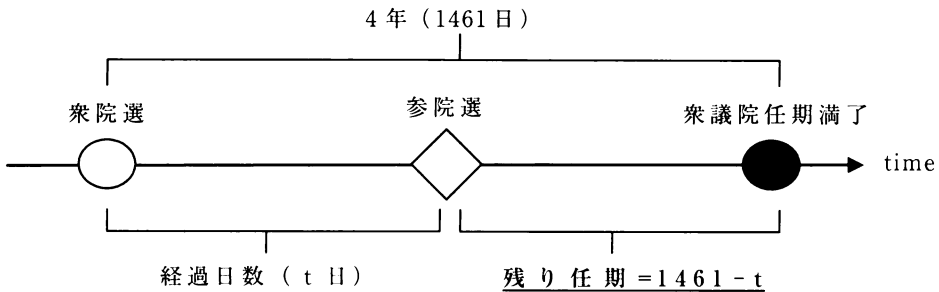 4年(1461日)
衆院選
参院選
衆議院任期満了
time
経過日数(t日)
残り任期=1461-t